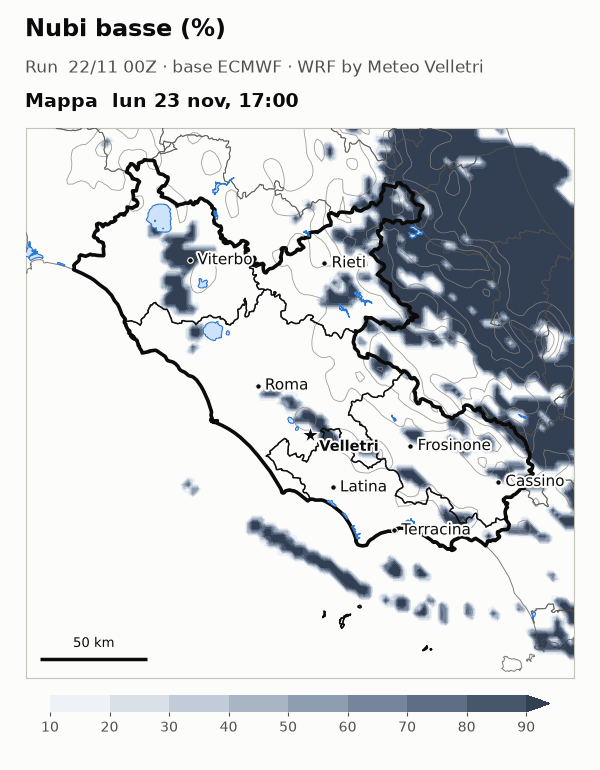 Nubi basse (%)
Run 22/11 00Z · base ECMWF · WRF by Meteo Velletri
Mappa lun 23 nov, 17:00
Viterbo
Rieti
Roma
Velletri
Frosinone
Cassino
Latina
Terracina
50 km
10 20 30 40 50 60 70 80 90